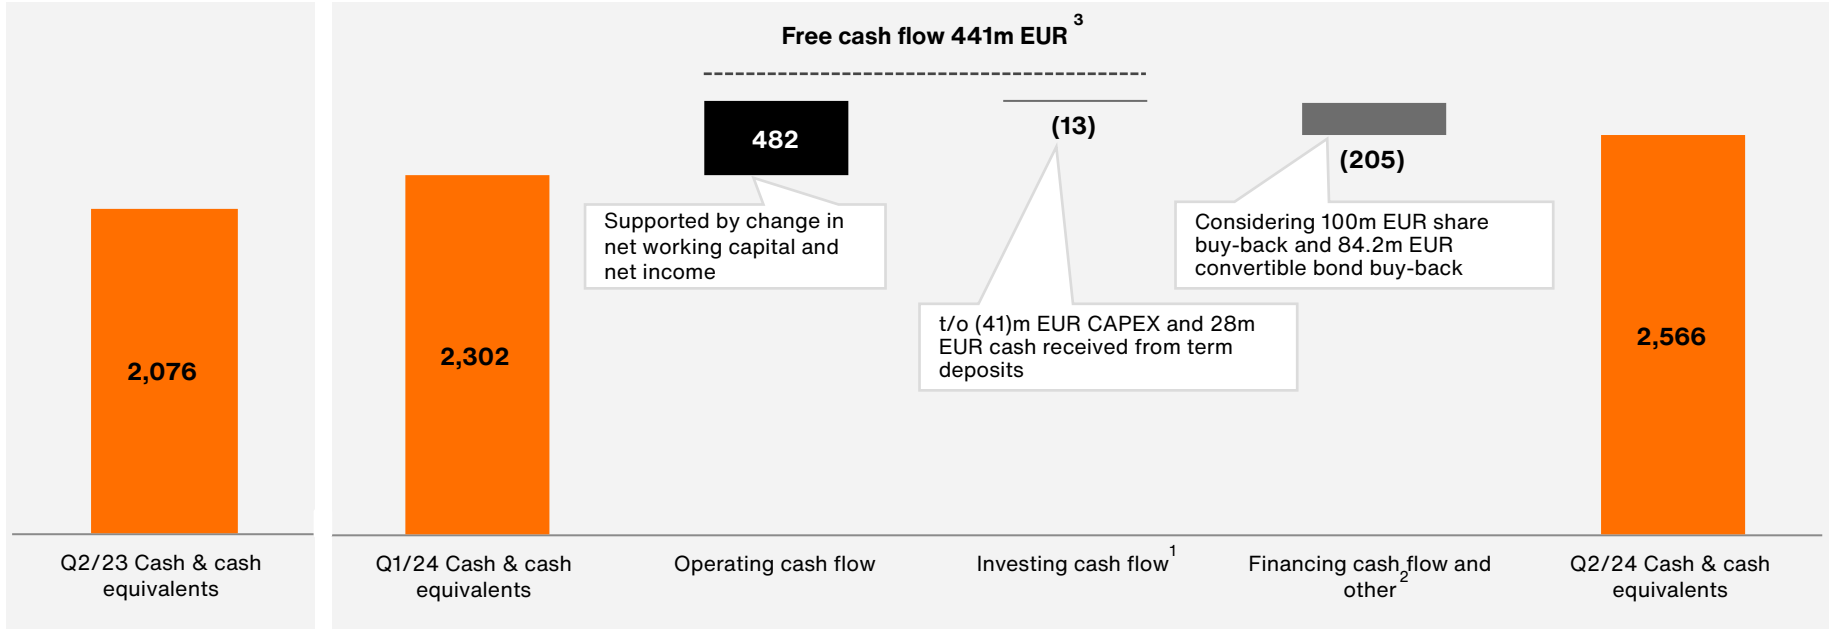 Free cash flow 441m EUR 3
482
(13)
(205)
Supported by change in
net working capital and
net income
Considering 100m EUR share
buy-back and 84.2m EUR
convertible bond buy-back
t/o (41)m EUR CAPEX and 28m
EUR cash received from term
deposits
2,076
2,302
2,566
Q2/23 Cash & cash
equivalents
Q1/24 Cash & cash
equivalents
Operating cash flow
Investing cash flow 1
Financing cash flow and
other 2
Q2/24 Cash & cash
equivalents